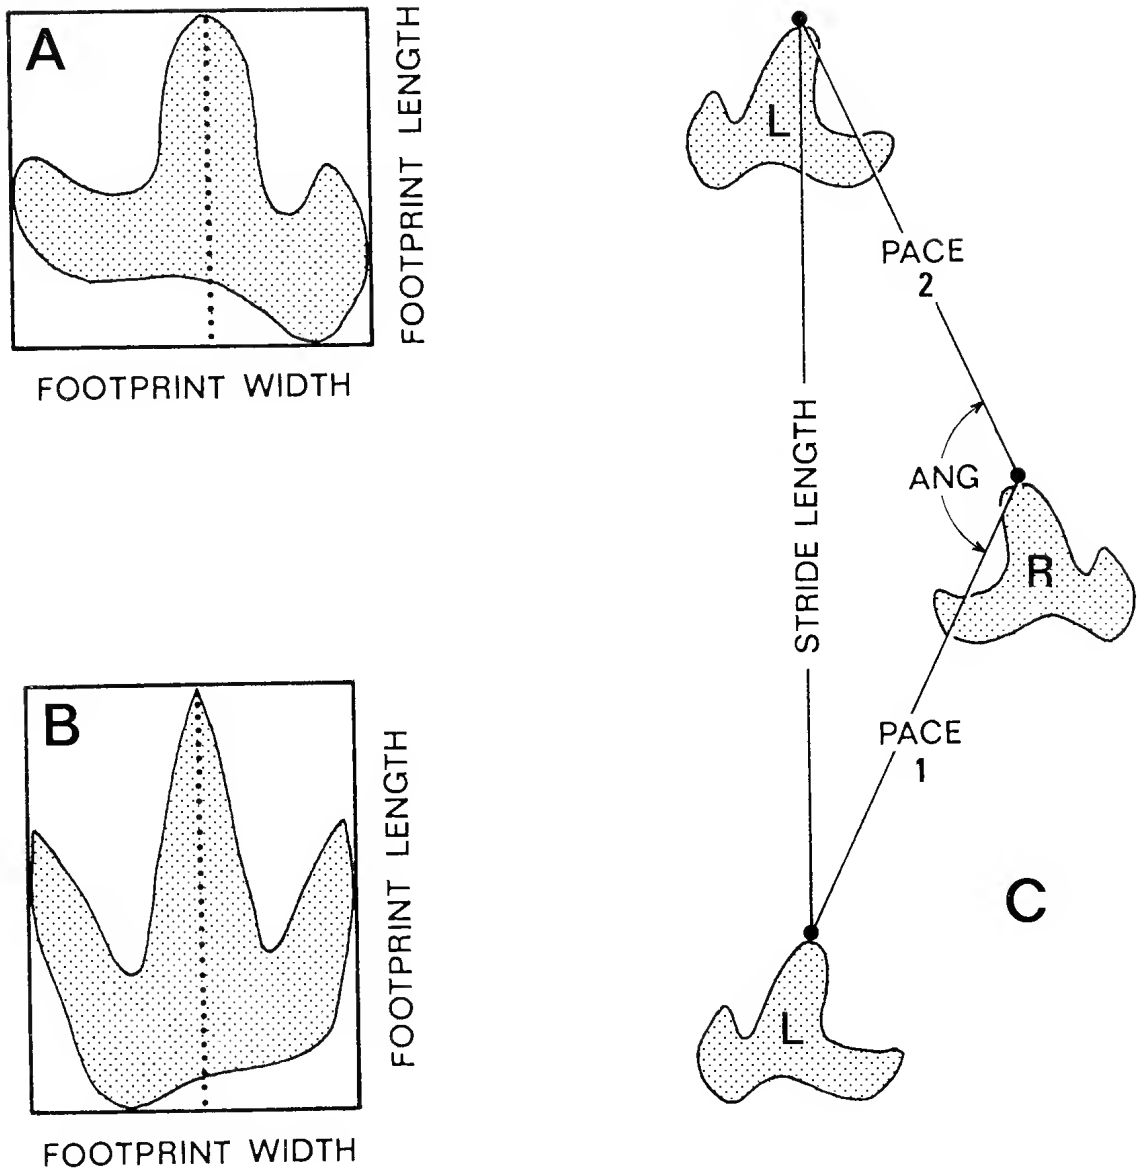 A
FOOTPRINT LENGTH
FOOTPRINT WIDTH
B
FOOTPRINT LENGTH
FOOTPRINT WIDTH
L
PACE
2
STRIDE LENGTH
ANG
R
PACE
1
C
L